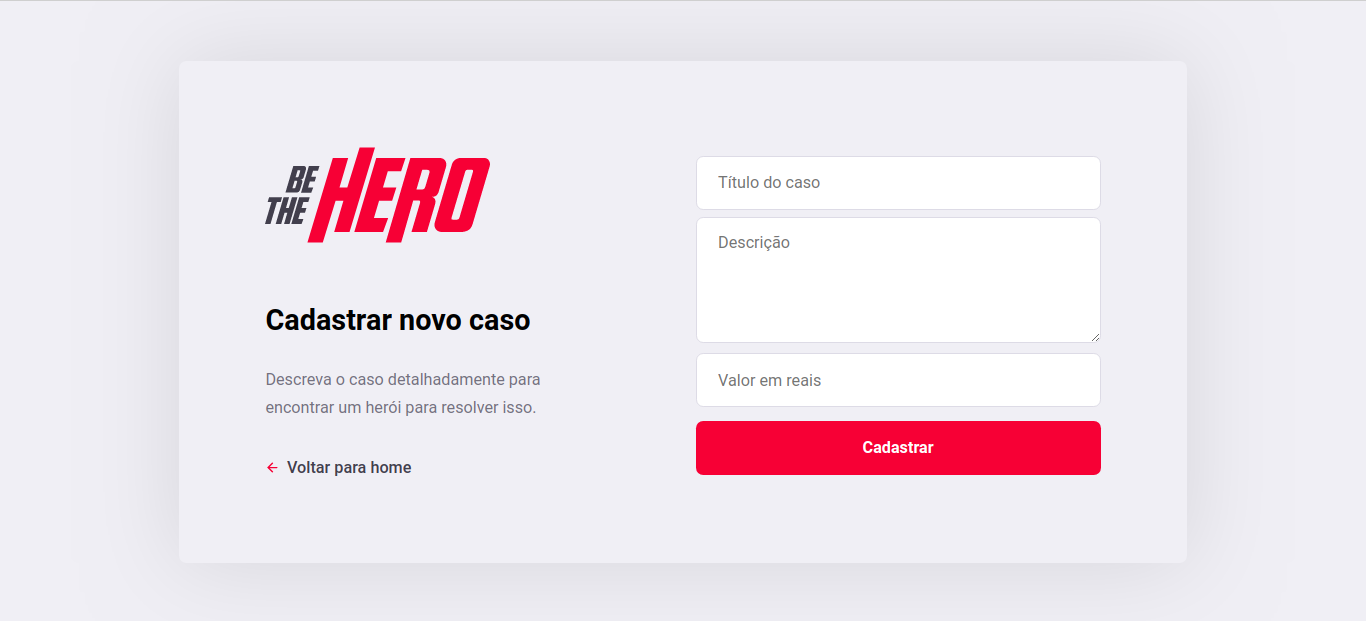 BE
THE
HERO
Cadastrar novo caso
Descreva o caso detalhadamente para
encontrar um herói para resolver isso.
Voltar para home
Título do caso
Descrição
Valor em reais
Cadastrar